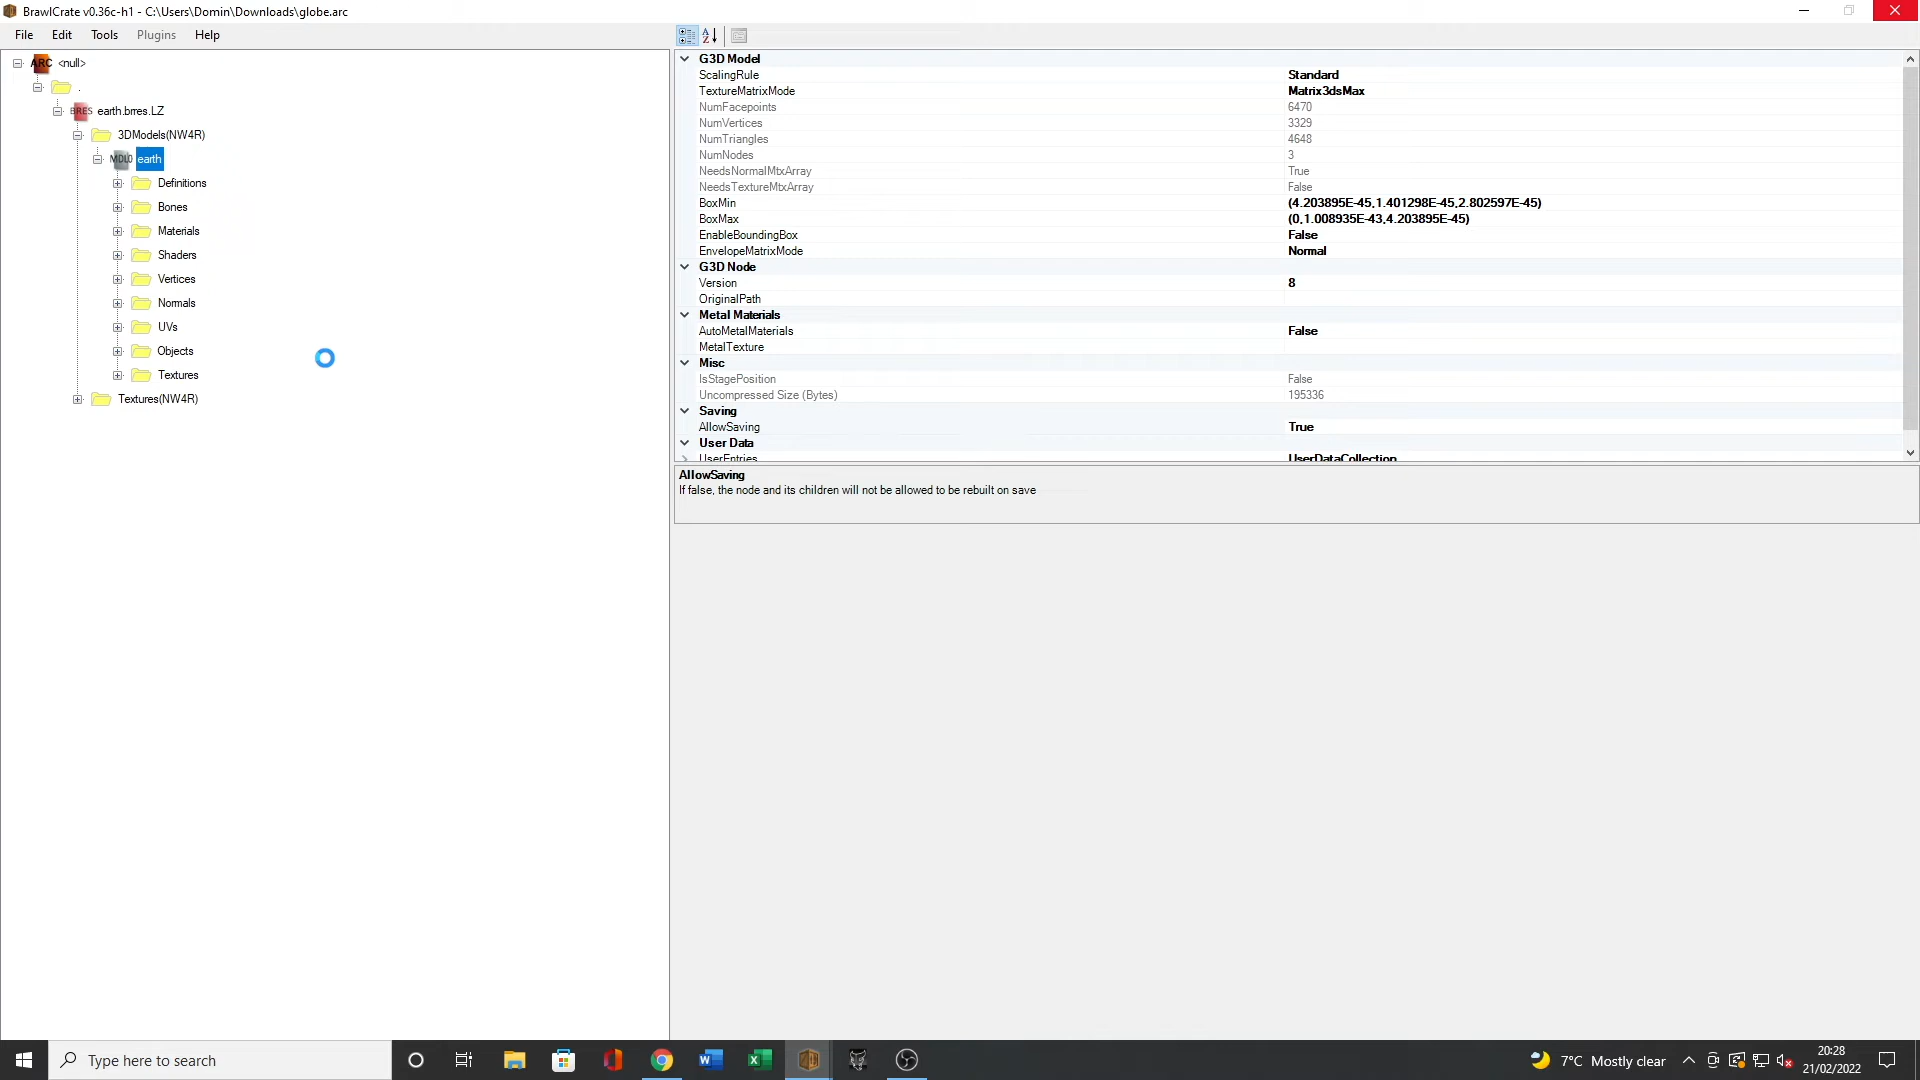 BrawlCrate v0.36c-h1 - C:\Users\Domin\Downloads\globe.arc
File Edit Tools Plugins Help
ARC <null>
.
BRES earth.brres.LZ
3DModels(NW4R)
MDL0 earth
Definitions
Bones
Materials
Shaders
Vertices
Normals
UVs
Objects
Textures
Textures(NW4R)
G3D Model
ScalingRule Standard
TextureMatrixMode Matrix3dsMax
NumFacepoints 6470
NumVertices 3329
NumTriangles 4648
NumNodes 3
NeedsNormalMtxArray True
NeedsTextureMtxArray False
BoxMin (4.203895E-45,1.401298E-45,2.802597E-45)
BoxMax (0,1.008935E-43,4.203895E-45)
EnableBoundingBox False
EnvelopeMatrixMode Normal
G3D Node
Version 8
OriginalPath
Metal Materials
AutoMetalMaterials False
MetalTexture
Misc
IsStagePosition False
Uncompressed Size (Bytes) 195336
Saving
AllowSaving True
User Data
UserEntries UserDataCollection
AllowSaving
If false, the node and its children will not be allowed to be rebuilt on save
Type here to search
7°C Mostly clear
20:28
21/02/2022